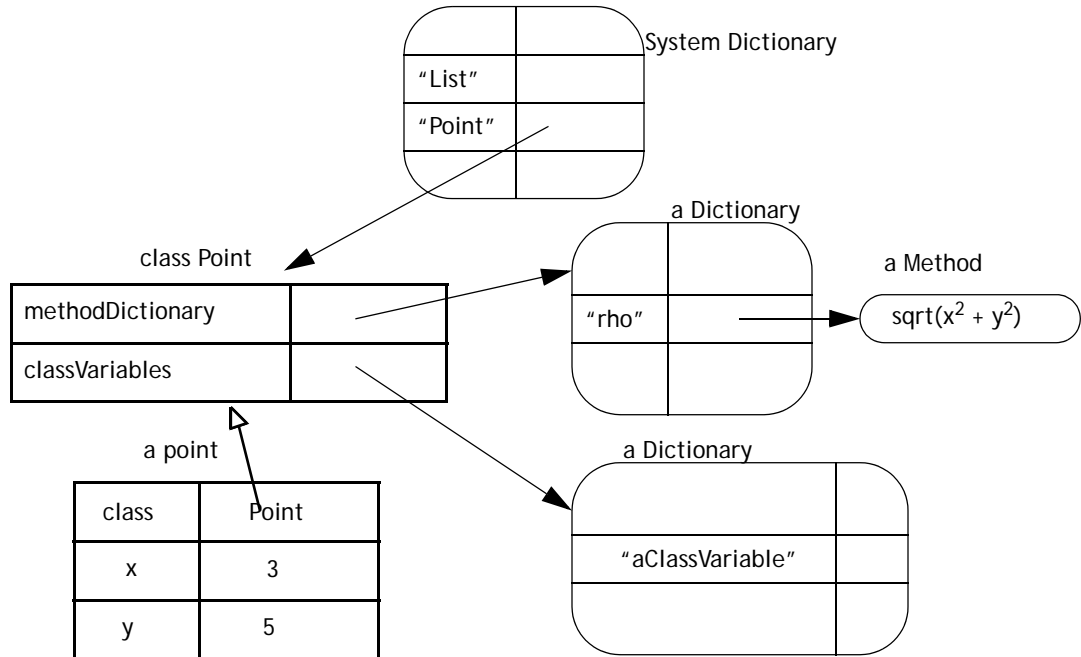 System Dictionary
“List”
“Point”
a Dictionary
class Point
a Method
methodDictionary
“rho”
sqrt(x² + y²)
classVariables
a point
a Dictionary
class Point
“aClassVariable”
x 3
y 5